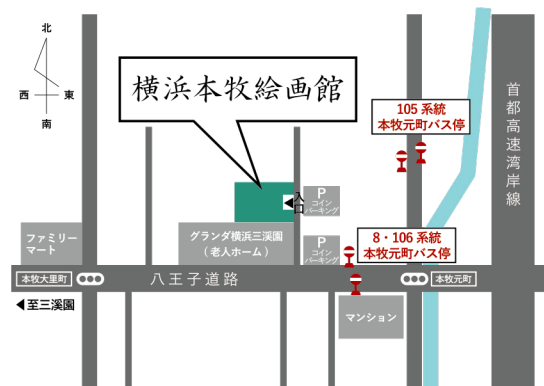 北
西 東
南
横浜本牧絵画館
105 系統
本牧元町バス停
首都高速湾岸線
P
コイン
パーキング
入口
グランダ横浜三溪園
(老人ホーム)
P
コイン
パーキング
8・106 系統
本牧元町バス停
ファミリー
マート
本牧大里町
八王子道路
本牧元町
至三溪園
マンション